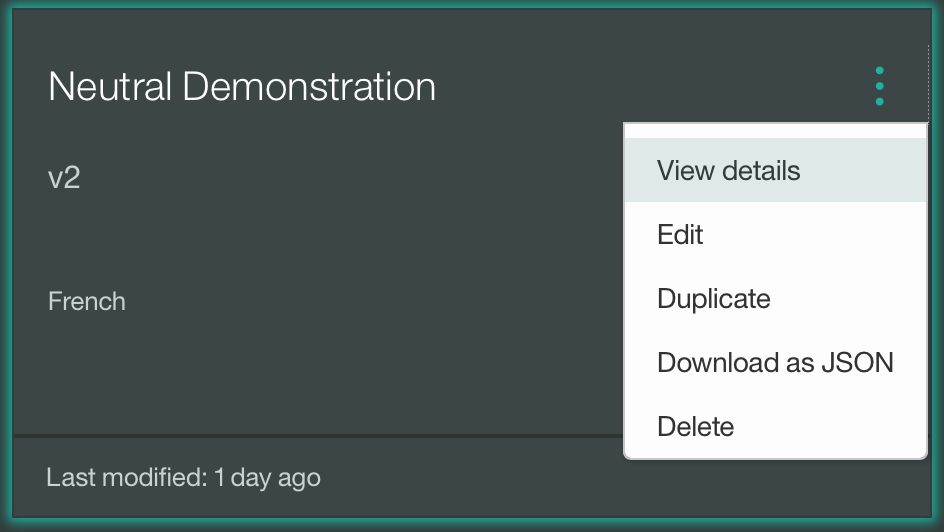 Neutral Demonstration
v2
French
View details
Edit
Duplicate
Download as JSON
Delete
Last modified: 1 day ago